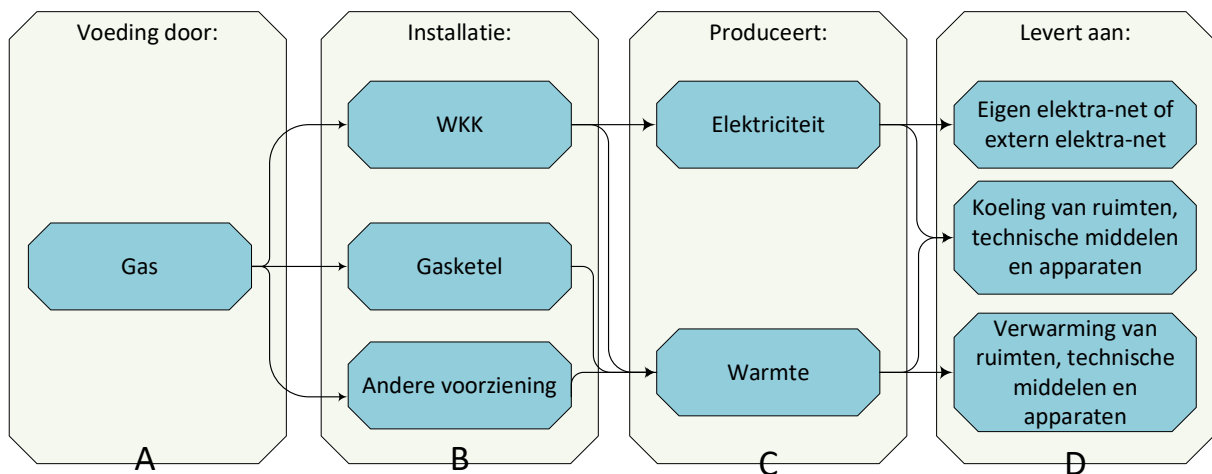 Voeding door:
Gas
A
Installatie:
WKK
Gasketel
Andere voorziening
B
Produceert:
Elektriciteit
Warmte
C
Levert aan:
Eigen elektra-net of
extern elektra-net
Koeling van ruimten,
technische middelen
en apparaten
Verwarming van
ruimten, technische
middelen en
apparaten
D